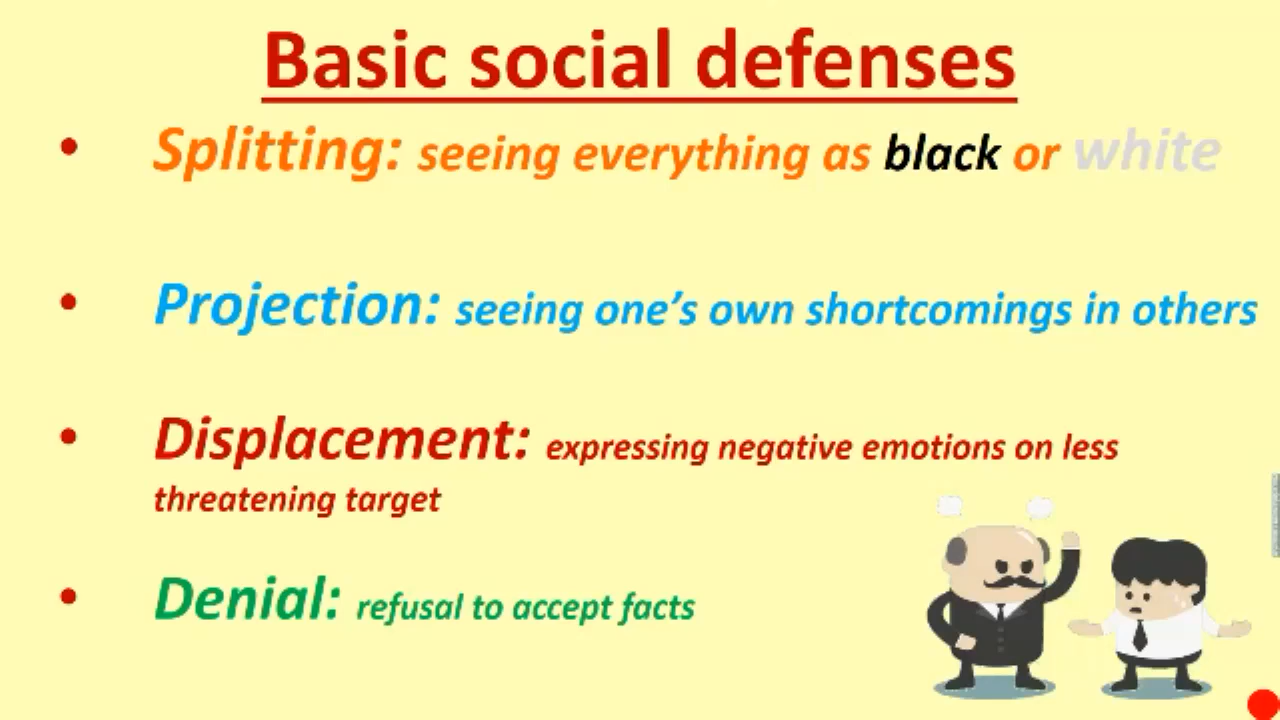 Basic social defenses
• Splitting: seeing everything as black or white
• Projection: seeing one’s own shortcomings in others
• Displacement: expressing negative emotions on less
threatening target
• Denial: refusal to accept facts